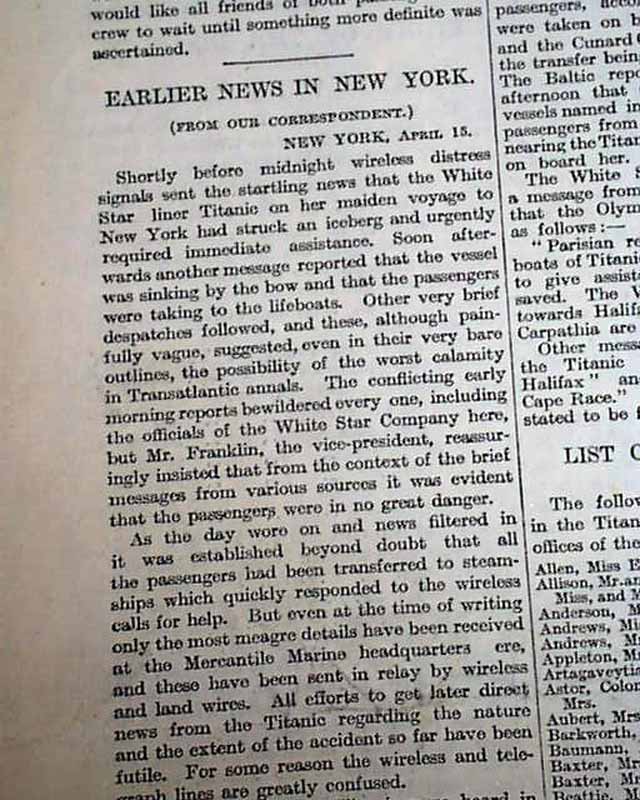 would like all friends of both
crew to wait until something more definite was
ascertained.
EARLIER NEWS IN NEW YORK.
(FROM OUR CORRESPONDENT.)
NEW YORK, APRIL 15.
Shortly before midnight wireless distress
signals sent the startling news that the White
Star liner Titanic on her maiden voyage to
New York had struck an iceberg and urgently
required immediate assistance. Soon after-
wards another message reported that the vessel
was sinking by the bow and that the passengers
were taking to the lifeboats. Other very brief
despatches followed, and these, although pain-
fully vague, suggested, even in their very bare
outlines, the possibility of the worst calamity
in Transatlantic annals. The conflicting early
morning reports bewildered every one, including
the officials of the White Star Company here,
but Mr. Franklin, the vice-president, reassur-
ingly insisted that from the context of the brief
messages from various sources it was evident
that the passengers were in no great danger.
As the day wore on and news filtered in
it was established beyond doubt that all
the passengers had been transferred to steam-
ships which quickly responded to the wireless
calls for help. But even at the time of writing
only the most meagre details have been received
at the Mercantile Marine headquarters ere,
and these have been sent in relay by wireless
and land wires. All efforts to get later direct
news from the Titanic regarding the nature
and the extent of the accident so far have been
futile. For some reason the wireless and tele-
graph lines are greatly confused.
heard in
passengers,
were taken on b
and the Cunard
the transfer bein
The Baltic repo
afternoon that
vessels named in
passengers from
nearing the Titan
on board her.
The White S
a message from
that the Olym
as follows :—
" Parisian re
boats of Titani
to give assist
saved. The V
towards Halifa
Carpathia are
Other messa
the Titanic
Halifax " an
Cape Race."
stated to be f
LIST O
The follow
in the Titan
offices of the
Allen, Miss E
Allison, Mr. an
Miss, and M
Anderson, M
Andrews, Mis
Andrews, M
Appleton, M
Artagaveytia
Astor, Colon
Mrs.
Aubert, Mrs
Barkworth,
Baumann,
Baxter, Mr
Baxter, Mr
Beattie, M